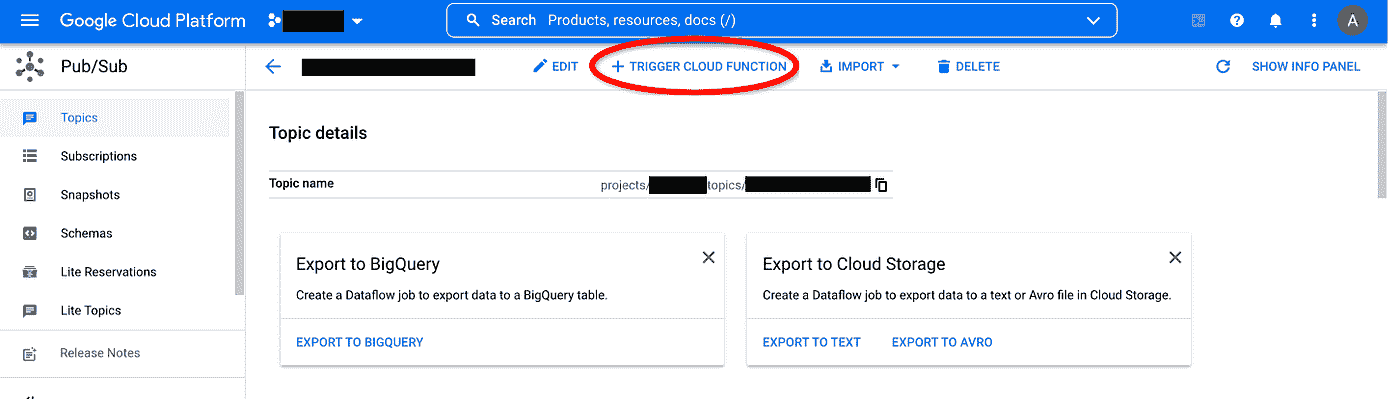 Google Cloud Platform
Search Products, resources, docs (/)
A
Pub/Sub
EDIT
+ TRIGGER CLOUD FUNCTION
IMPORT
DELETE
SHOW INFO PANEL
Topics
Subscriptions
Snapshots
Schemas
Lite Reservations
Lite Topics
Release Notes
Topic details
Topic name projects/ topics/
Export to BigQuery
Create a Dataflow job to export data to a BigQuery table.
EXPORT TO BIGQUERY
Export to Cloud Storage
Create a Dataflow job to export data to a text or Avro file in Cloud Storage.
EXPORT TO TEXT EXPORT TO AVRO